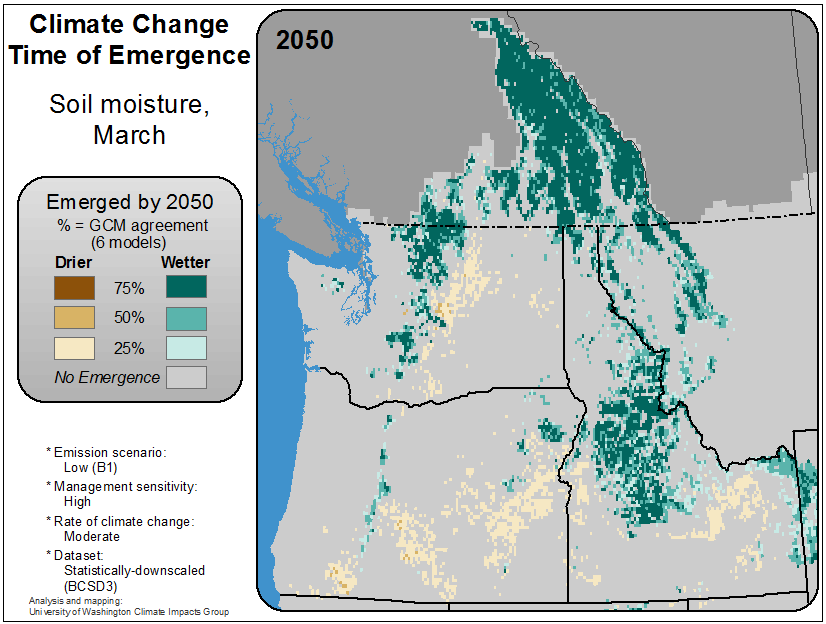 Climate Change
Time of Emergence
Soil moisture,
March
Emerged by 2050
% = GCM agreement
(6 models)
Drier Wetter
75%
50%
25%
No Emergence
* Emission scenario:
Low (B1)
* Management sensitivity:
High
* Rate of climate change:
Moderate
* Dataset:
Statistically-downscaled
(BCSD3)
Analysis and mapping:
University of Washington Climate Impacts Group
2050